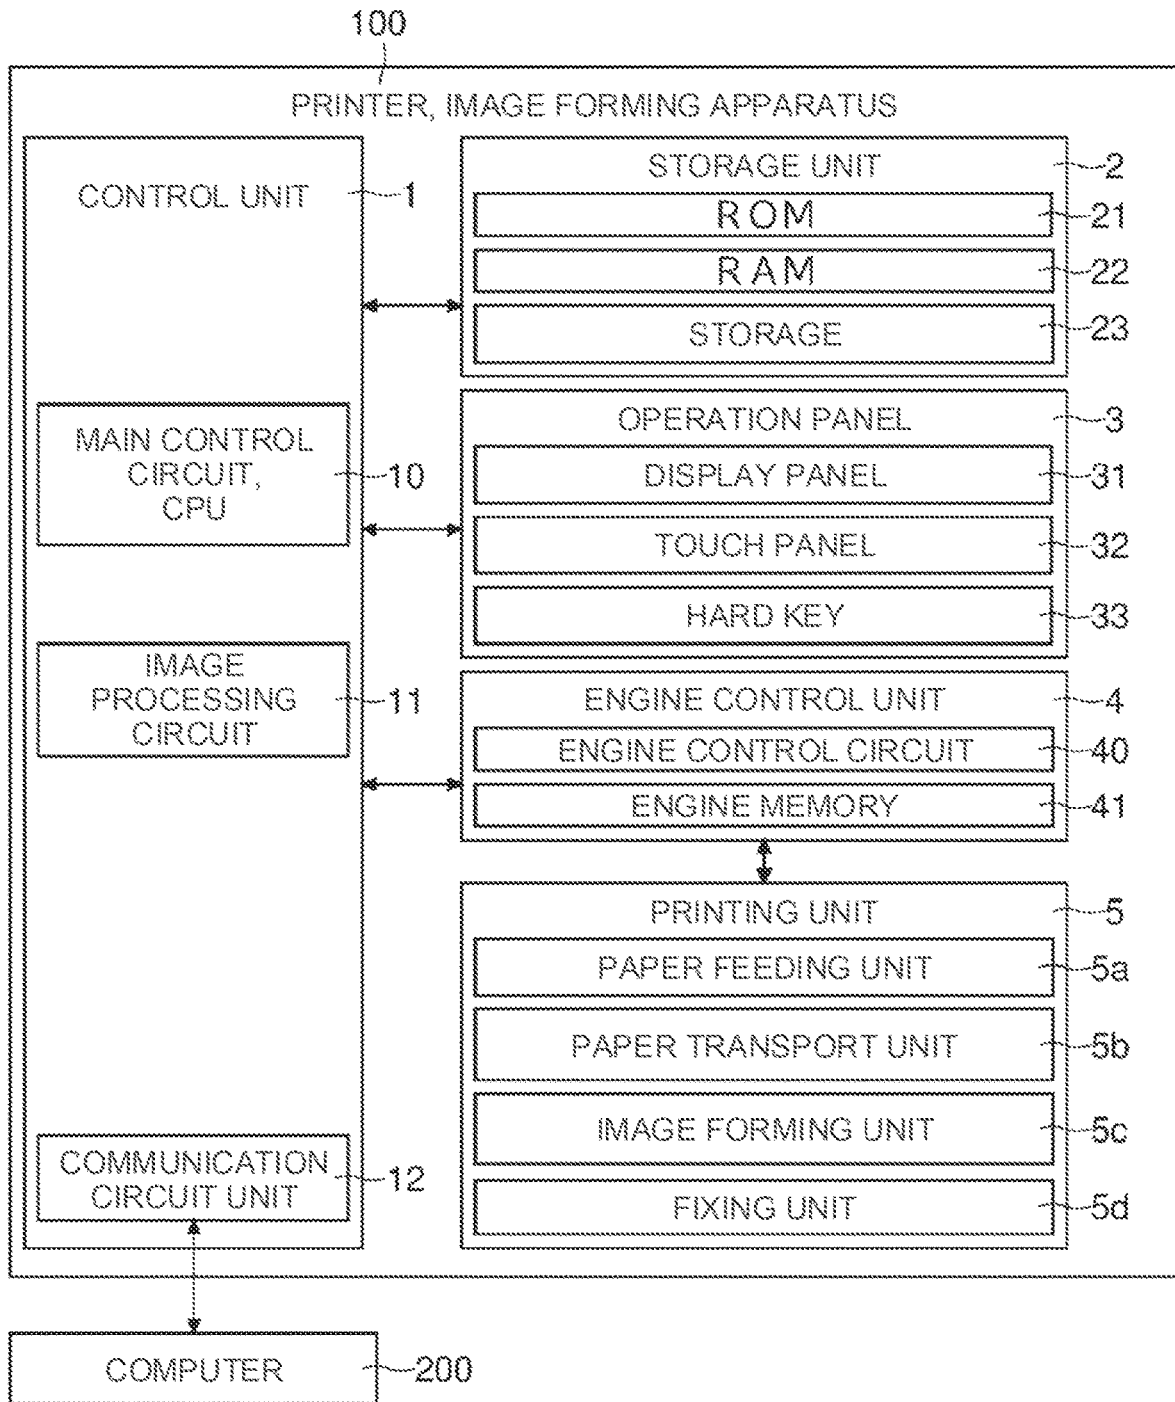 100
PRINTER, IMAGE FORMING APPARATUS
CONTROL UNIT
1
MAIN CONTROL
CIRCUIT,
CPU
10
IMAGE
PROCESSING
CIRCUIT
11
COMMUNICATION
CIRCUIT UNIT
12
STORAGE UNIT
2
ROM
21
RAM
22
STORAGE
23
OPERATION PANEL
3
DISPLAY PANEL
31
TOUCH PANEL
32
HARD KEY
33
ENGINE CONTROL UNIT
4
ENGINE CONTROL CIRCUIT
40
ENGINE MEMORY
41
PRINTING UNIT
5
PAPER FEEDING UNIT
5a
PAPER TRANSPORT UNIT
5b
IMAGE FORMING UNIT
5c
FIXING UNIT
5d
COMPUTER
200